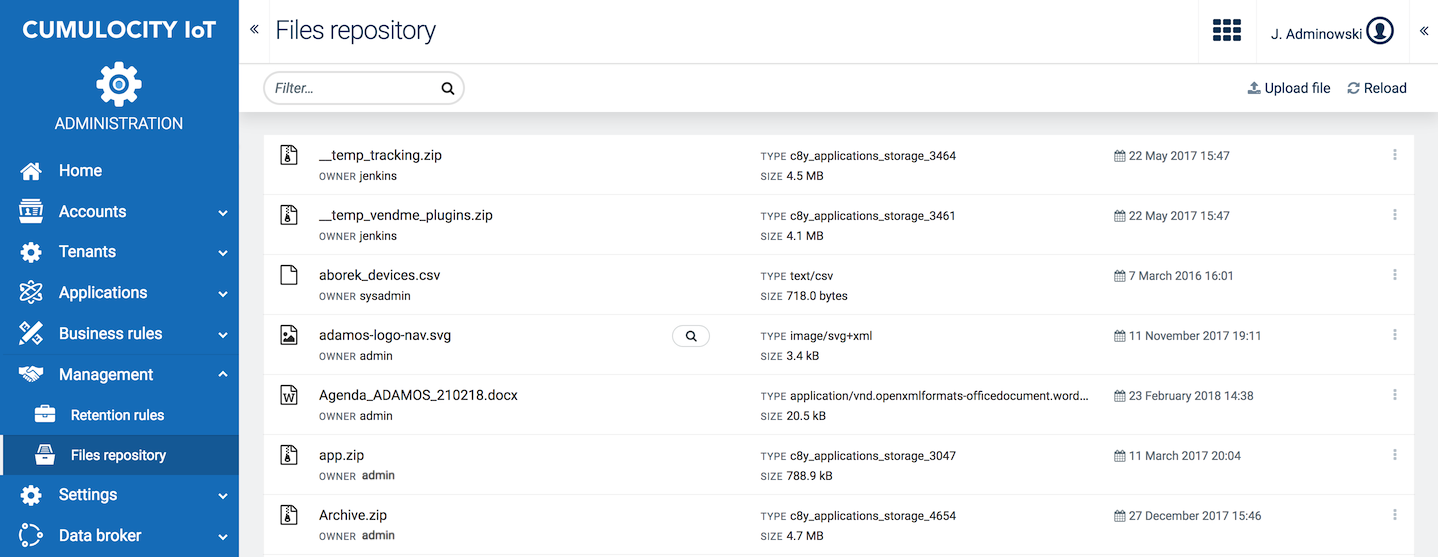 CUMULOCITY IoT
ADMINISTRATION
Home
Accounts
Tenants
Applications
Business rules
Management
Retention rules
Files repository
Settings
Data broker
Files repository
J. Adminowski
Filter...
Upload file
Reload
__temp_tracking.zip
OWNER jenkins
TYPE c8y_applications_storage_3464
SIZE 4.5 MB
22 May 2017 15:47
__temp_vendme_plugins.zip
OWNER jenkins
TYPE c8y_applications_storage_3461
SIZE 4.1 MB
22 May 2017 15:47
aborek_devices.csv
OWNER sysadmin
TYPE text/csv
SIZE 718.0 bytes
7 March 2016 16:01
adamos-logo-nav.svg
OWNER admin
TYPE image/svg+xml
SIZE 3.4 kB
11 November 2017 19:11
W
Agenda_ADAMOS_210218.docx
OWNER admin
TYPE application/vnd.openxmlformats-officedocument.word...
SIZE 20.5 kB
23 February 2018 14:38
app.zip
OWNER admin
TYPE c8y_applications_storage_3047
SIZE 788.9 kB
11 March 2017 20:04
Archive.zip
OWNER admin
TYPE c8y_applications_storage_4654
SIZE 4.7 MB
27 December 2017 15:46